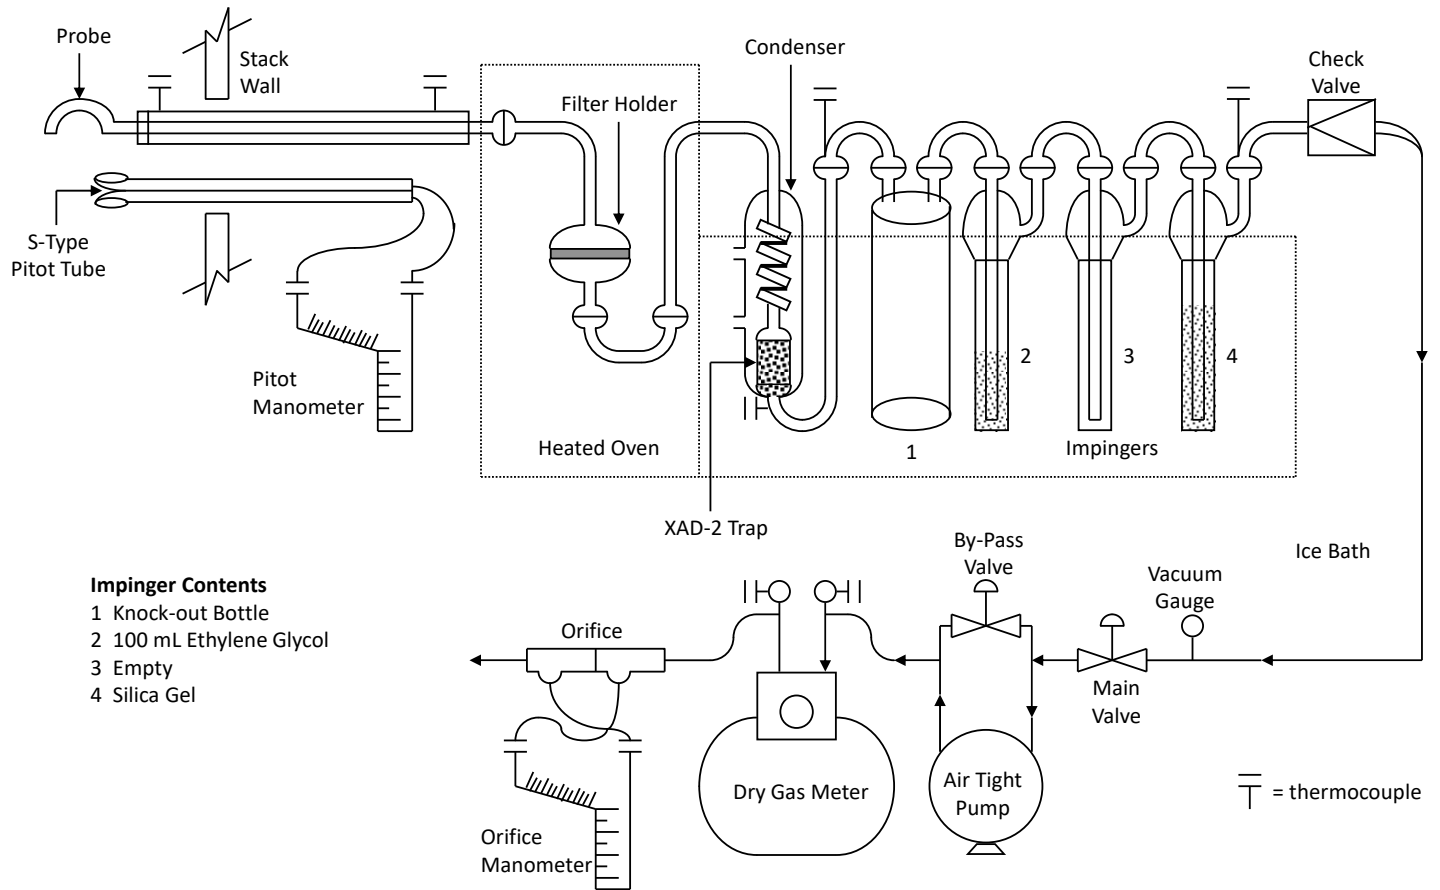 Probe
Stack
Wall
Filter Holder
Condenser
Check
Valve
S-Type
Pitot Tube
Pitot
Manometer
Heated Oven
1
2
3
4
Impingers
XAD-2 Trap
Ice Bath
Impinger Contents
1 Knock-out Bottle
2 100 mL Ethylene Glycol
3 Empty
4 Silica Gel
Orifice
By-Pass
Valve
Vacuum
Gauge
Main
Valve
Dry Gas Meter
Air Tight
Pump
Orifice
Manometer
= thermocouple